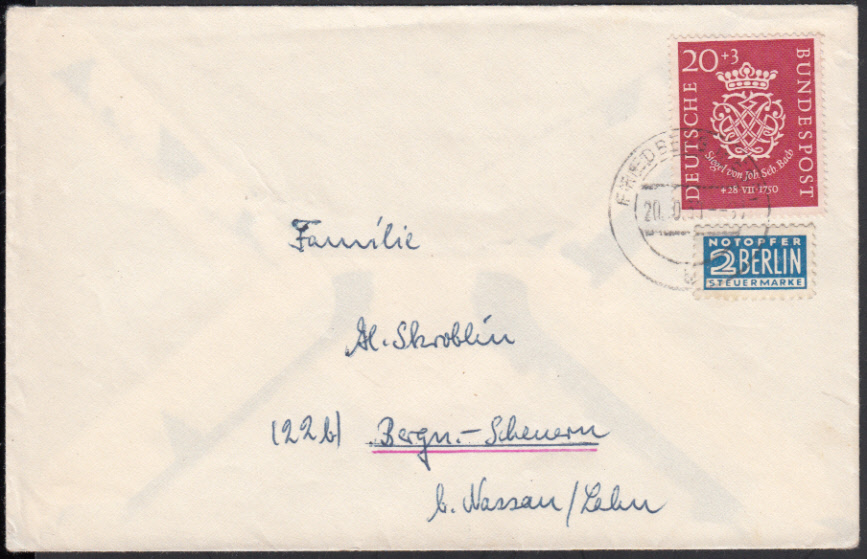 20+3
DEUTSCHE BUNDESPOST
Siegel von Joh. Seb. Bach
+28·VII·1750
NOTOPFER
2 BERLIN
STEUERMARKE
Familie
Al. Skroblin
(22b) Bergn.-Scheuern
b. Nassau/Lahn